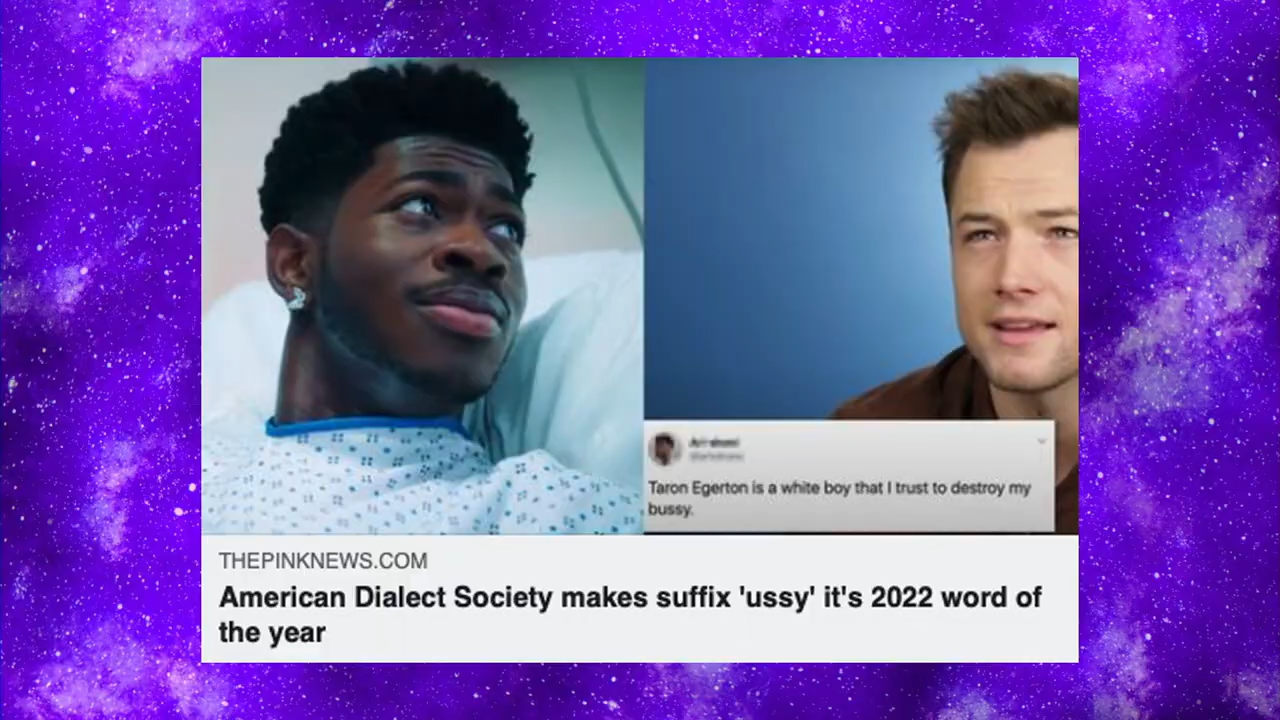 Taron Egerton is a white boy that I trust to destroy my
bussy.
THEPINKNEWS.COM
American Dialect Society makes suffix 'ussy' it's 2022 word of
the year